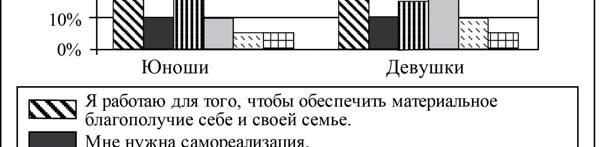 10%
0%
Юноши Девушки
Я работаю для того, чтобы обеспечить материальное
благополучие себе и своей семье.
Мне нужна самореализация.